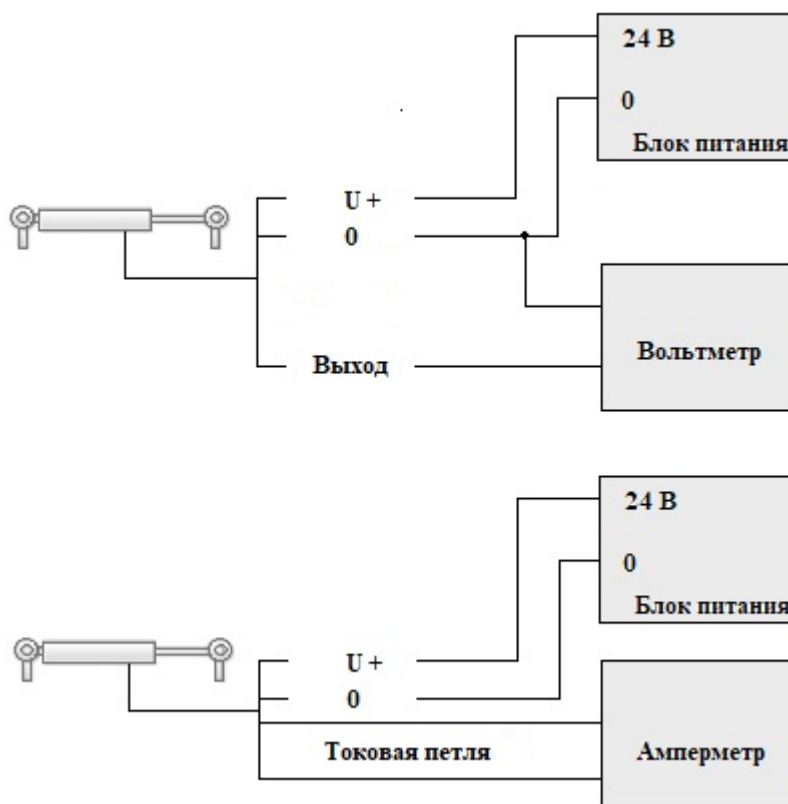 24 В
0
Блок питания
U +
0
Вольтметр
Выход
24 В
0
Блок питания
U +
0
Токовая петля
Амперметр